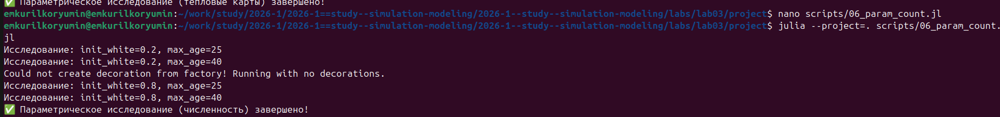 ✅ Параметрическое исследование (тепловые карты) завершено!
emkurilkoryumin@emkurilkoryumin:~/work/study/2026-1/2026-1==study--simulation-modeling/2026-1--study--simulation-modeling/labs/lab03/project$ nano scripts/06_param_count.jl
emkurilkoryumin@emkurilkoryumin:~/work/study/2026-1/2026-1==study--simulation-modeling/2026-1--study--simulation-modeling/labs/lab03/project$ julia --project=. scripts/06_param_count.
jl
Исследование: init_white=0.2, max_age=25
Исследование: init_white=0.2, max_age=40
Could not create decoration from factory! Running with no decorations.
Исследование: init_white=0.8, max_age=25
Исследование: init_white=0.8, max_age=40
✅ Параметрическое исследование (численность) завершено!